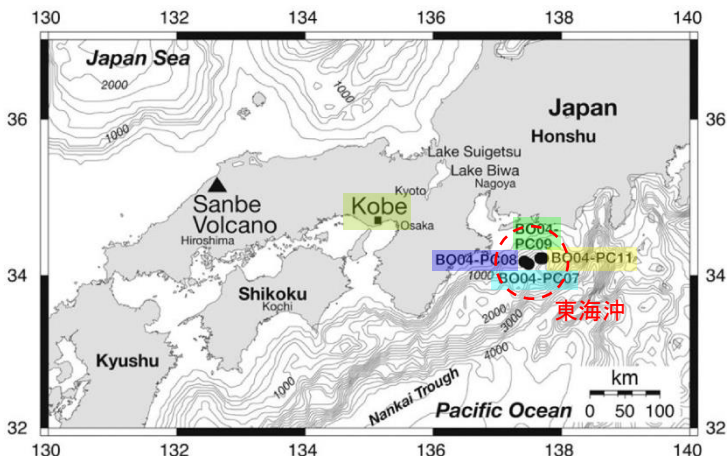 130
132
134
136
138
140
Japan Sea
2000
1000
1000
36
36
Japan
Honshu
Lake Suigetsu
Lake Biwa
Kyoto
Nagoya
Sanbe
Volcano
Hiroshima
Kobe
Osaka
BO04-
PC09
BO04-PC08
BO04-PC11
BO04-PC07
34
34
1000
2000
3000
4000
東海沖
Shikoku
Kochi
Kyushu
1000
Nankai Trough
km
0 50 100
Pacific Ocean
32
32
130
132
134
136
138
140